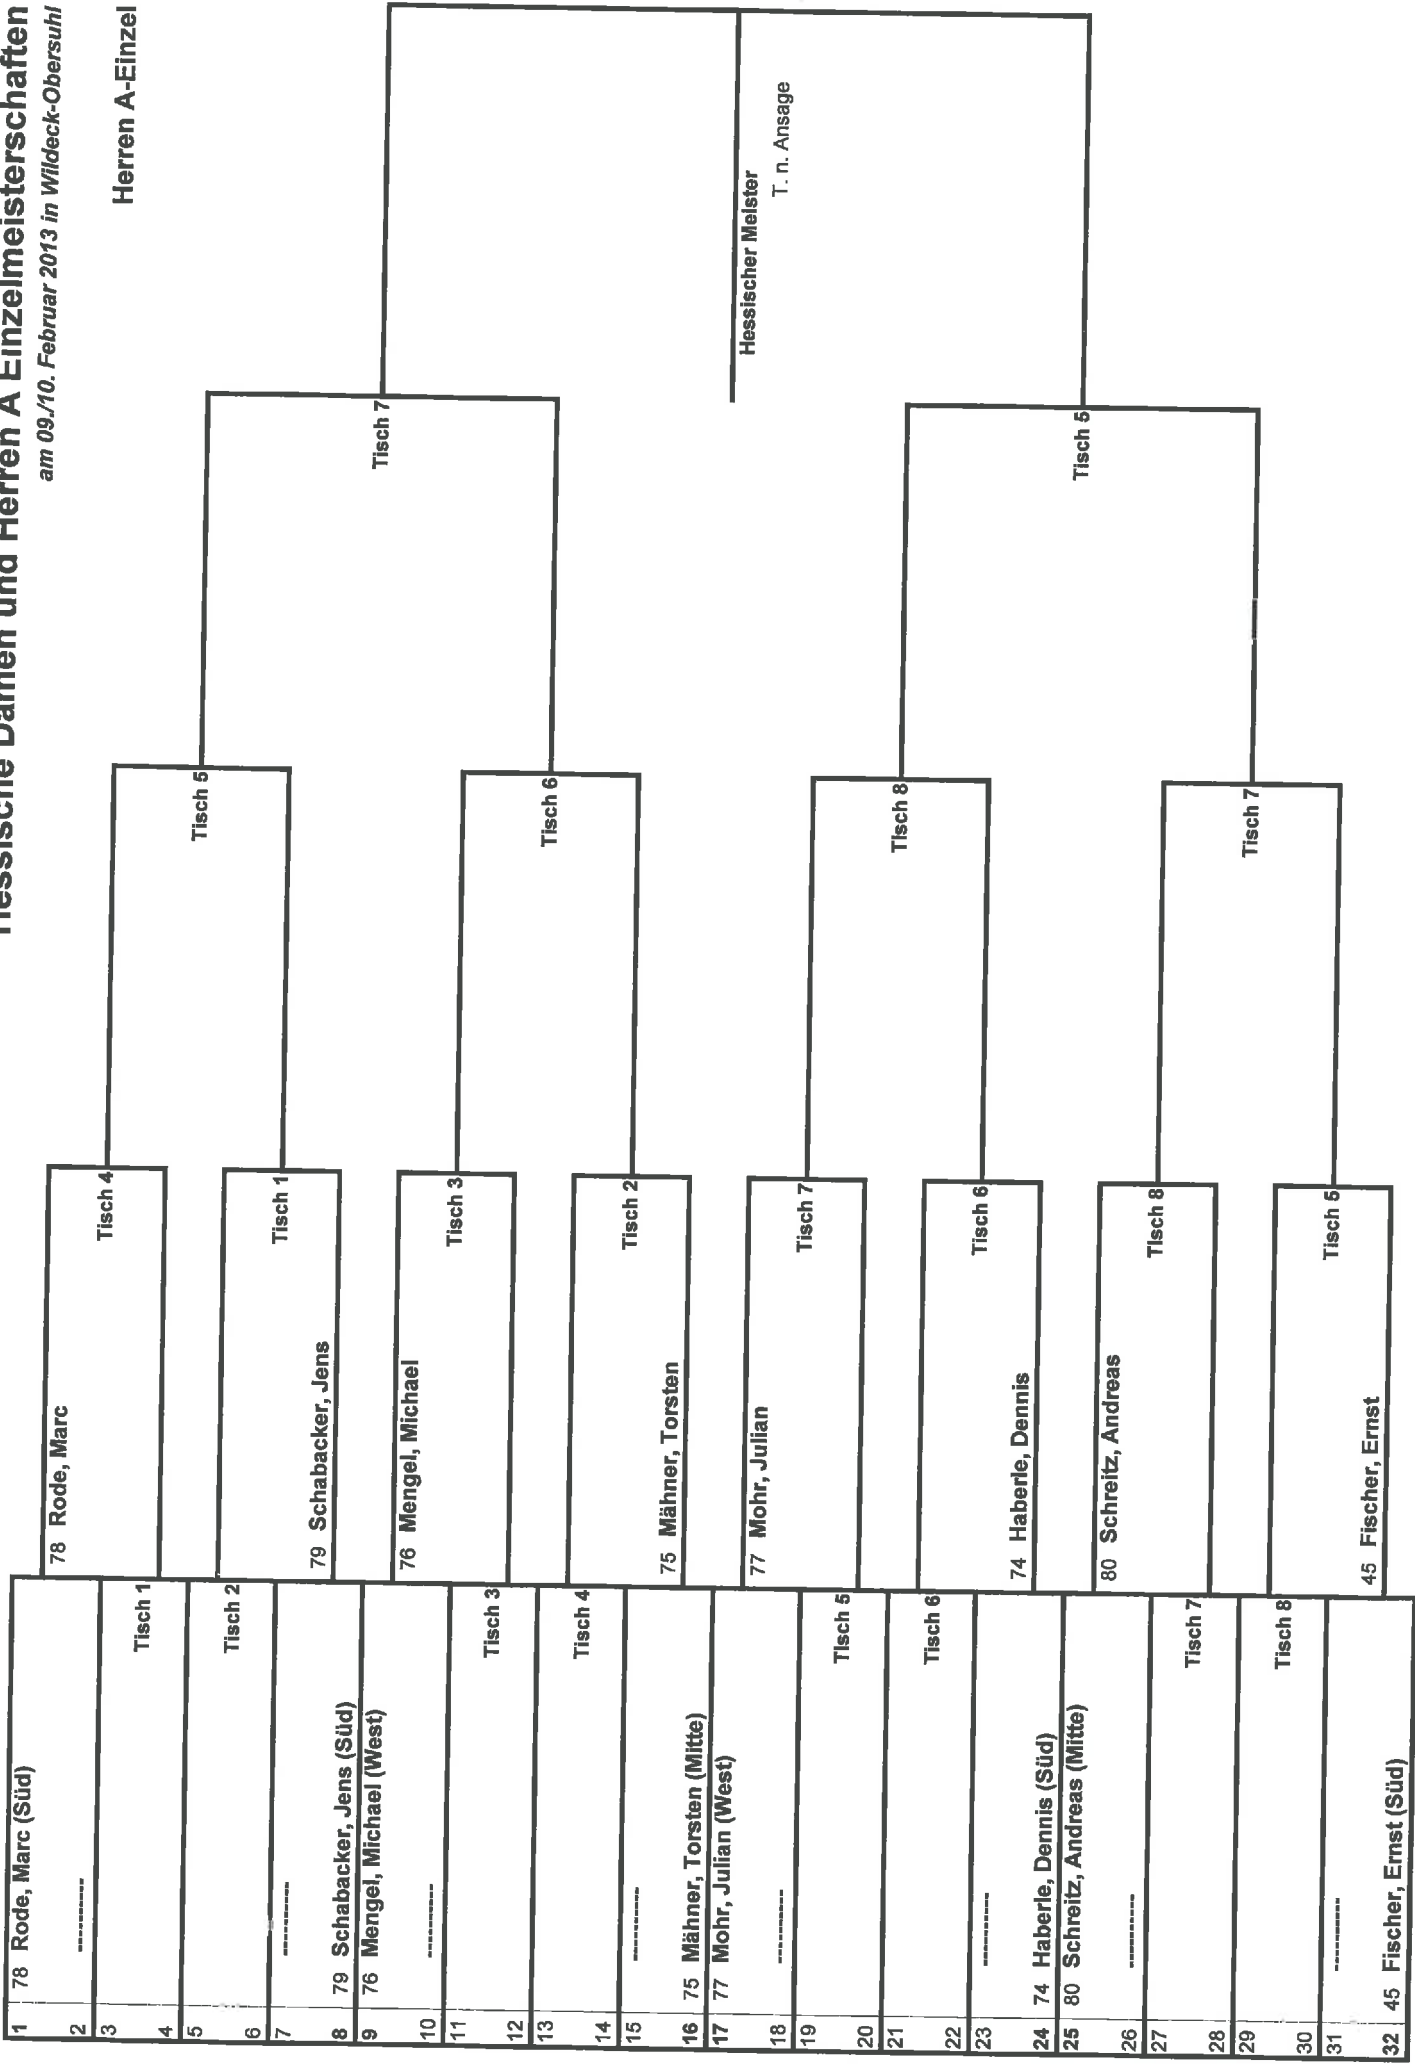 Hessische Damen und Herren A Einzelmeisterschaften
am 09./10. Februar 2013 in Wildeck-Obersuhl
Herren A-Einzel
1 78 Rode, Marc (Süd)
2 ----------
3
4
Tisch 1
5
6
Tisch 2
7 ----------
8 79 Schabacker, Jens (Süd)
9 76 Mengel, Michael (West)
10 ----------
11
12
Tisch 3
13
14
Tisch 4
15 ----------
16 75 Mähner, Torsten (Mitte)
17 77 Mohr, Julian (West)
18 ----------
19
20
Tisch 5
21
22
Tisch 6
23 ----------
24 74 Haberle, Dennis (Süd)
25 80 Schreitz, Andreas (Mitte)
26 ----------
27
28
Tisch 7
29
30
Tisch 8
31 ----------
32 45 Fischer, Ernst (Süd)
78 Rode, Marc
Tisch 4
Tisch 1
79 Schabacker, Jens
76 Mengel, Michael
Tisch 3
Tisch 2
75 Mähner, Torsten
77 Mohr, Julian
Tisch 7
Tisch 6
74 Haberle, Dennis
80 Schreitz, Andreas
Tisch 8
Tisch 5
45 Fischer, Ernst
Tisch 5
Tisch 6
Tisch 8
Tisch 7
Tisch 7
Tisch 5
Hessischer Meister
T. n. Ansage